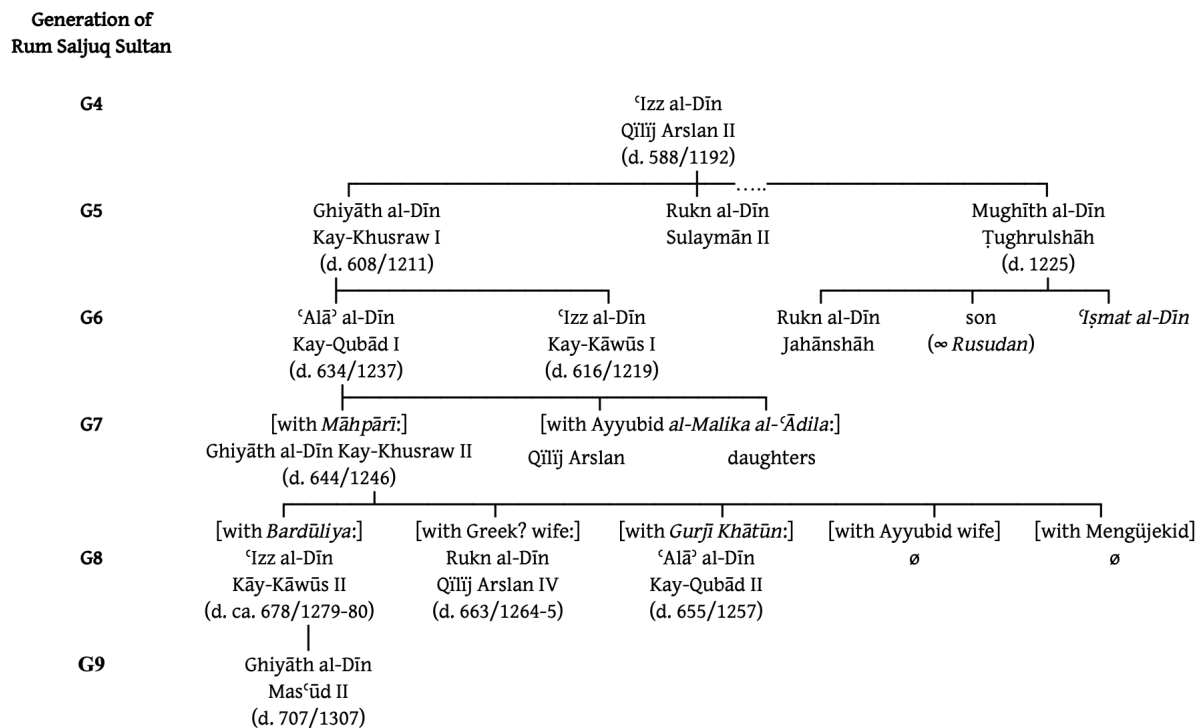 Generation of
Rum Saljuq Sultan
G4
ʿIzz al-Dīn
Qïlïj Arslan II
(d. 588/1192)
.....
G5
Ghiyāth al-Dīn
Kay-Khusraw I
(d. 608/1211)
Rukn al-Dīn
Sulaymān II
Mughīth al-Dīn
Ṭughrulshāh
(d. 1225)
G6
ʿAlāʾ al-Dīn
Kay-Qubād I
(d. 634/1237)
ʿIzz al-Dīn
Kay-Kāwūs I
(d. 616/1219)
Rukn al-Dīn
Jahānshāh
son
(∞ Rusudan)
ʿIṣmat al-Dīn
G7
[with Māhpārī:]
Ghiyāth al-Dīn Kay-Khusraw II
(d. 644/1246)
[with Ayyubid al-Malika al-ʿĀdila:]
Qïlïj Arslan
daughters
G8
[with Bardūliya:]
ʿIzz al-Dīn
Kāy-Kāwūs II
(d. ca. 678/1279-80)
[with Greek? wife:]
Rukn al-Dīn
Qïlïj Arslan IV
(d. 663/1264-5)
[with Gurjī Khātūn:]
ʿAlāʾ al-Dīn
Kay-Qubād II
(d. 655/1257)
[with Ayyubid wife]
ø
[with Mengüjekid]
ø
G9
Ghiyāth al-Dīn
Masʿūd II
(d. 707/1307)